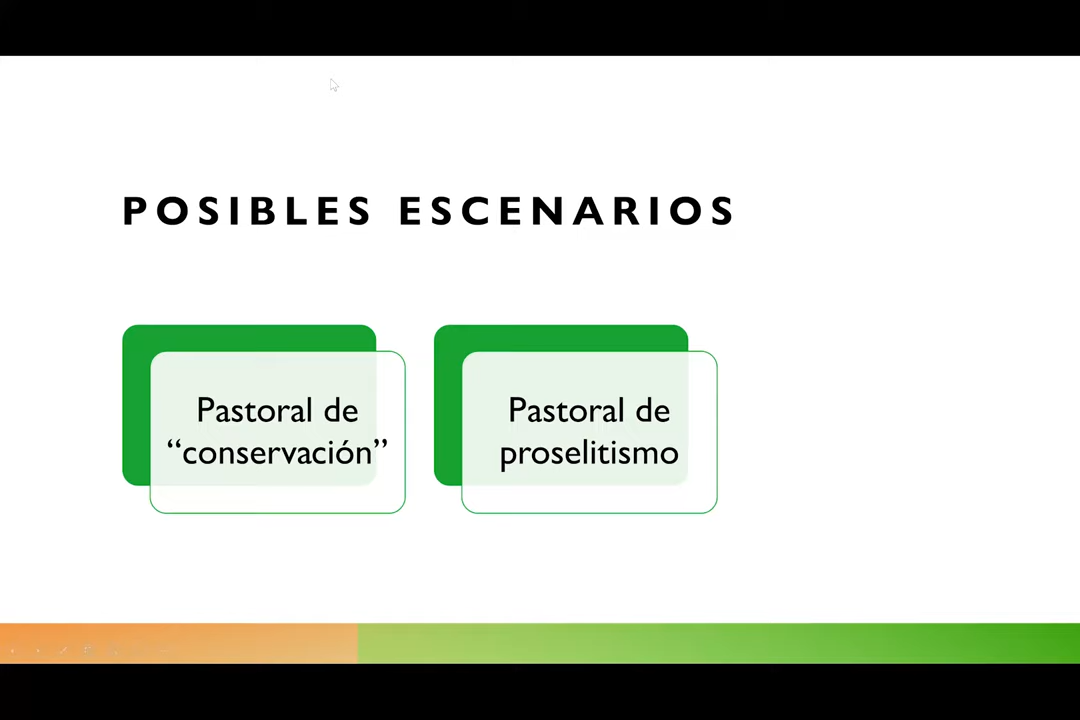 POSIBLES ESCENARIOS
Pastoral de
“conservación”
Pastoral de
proselitismo